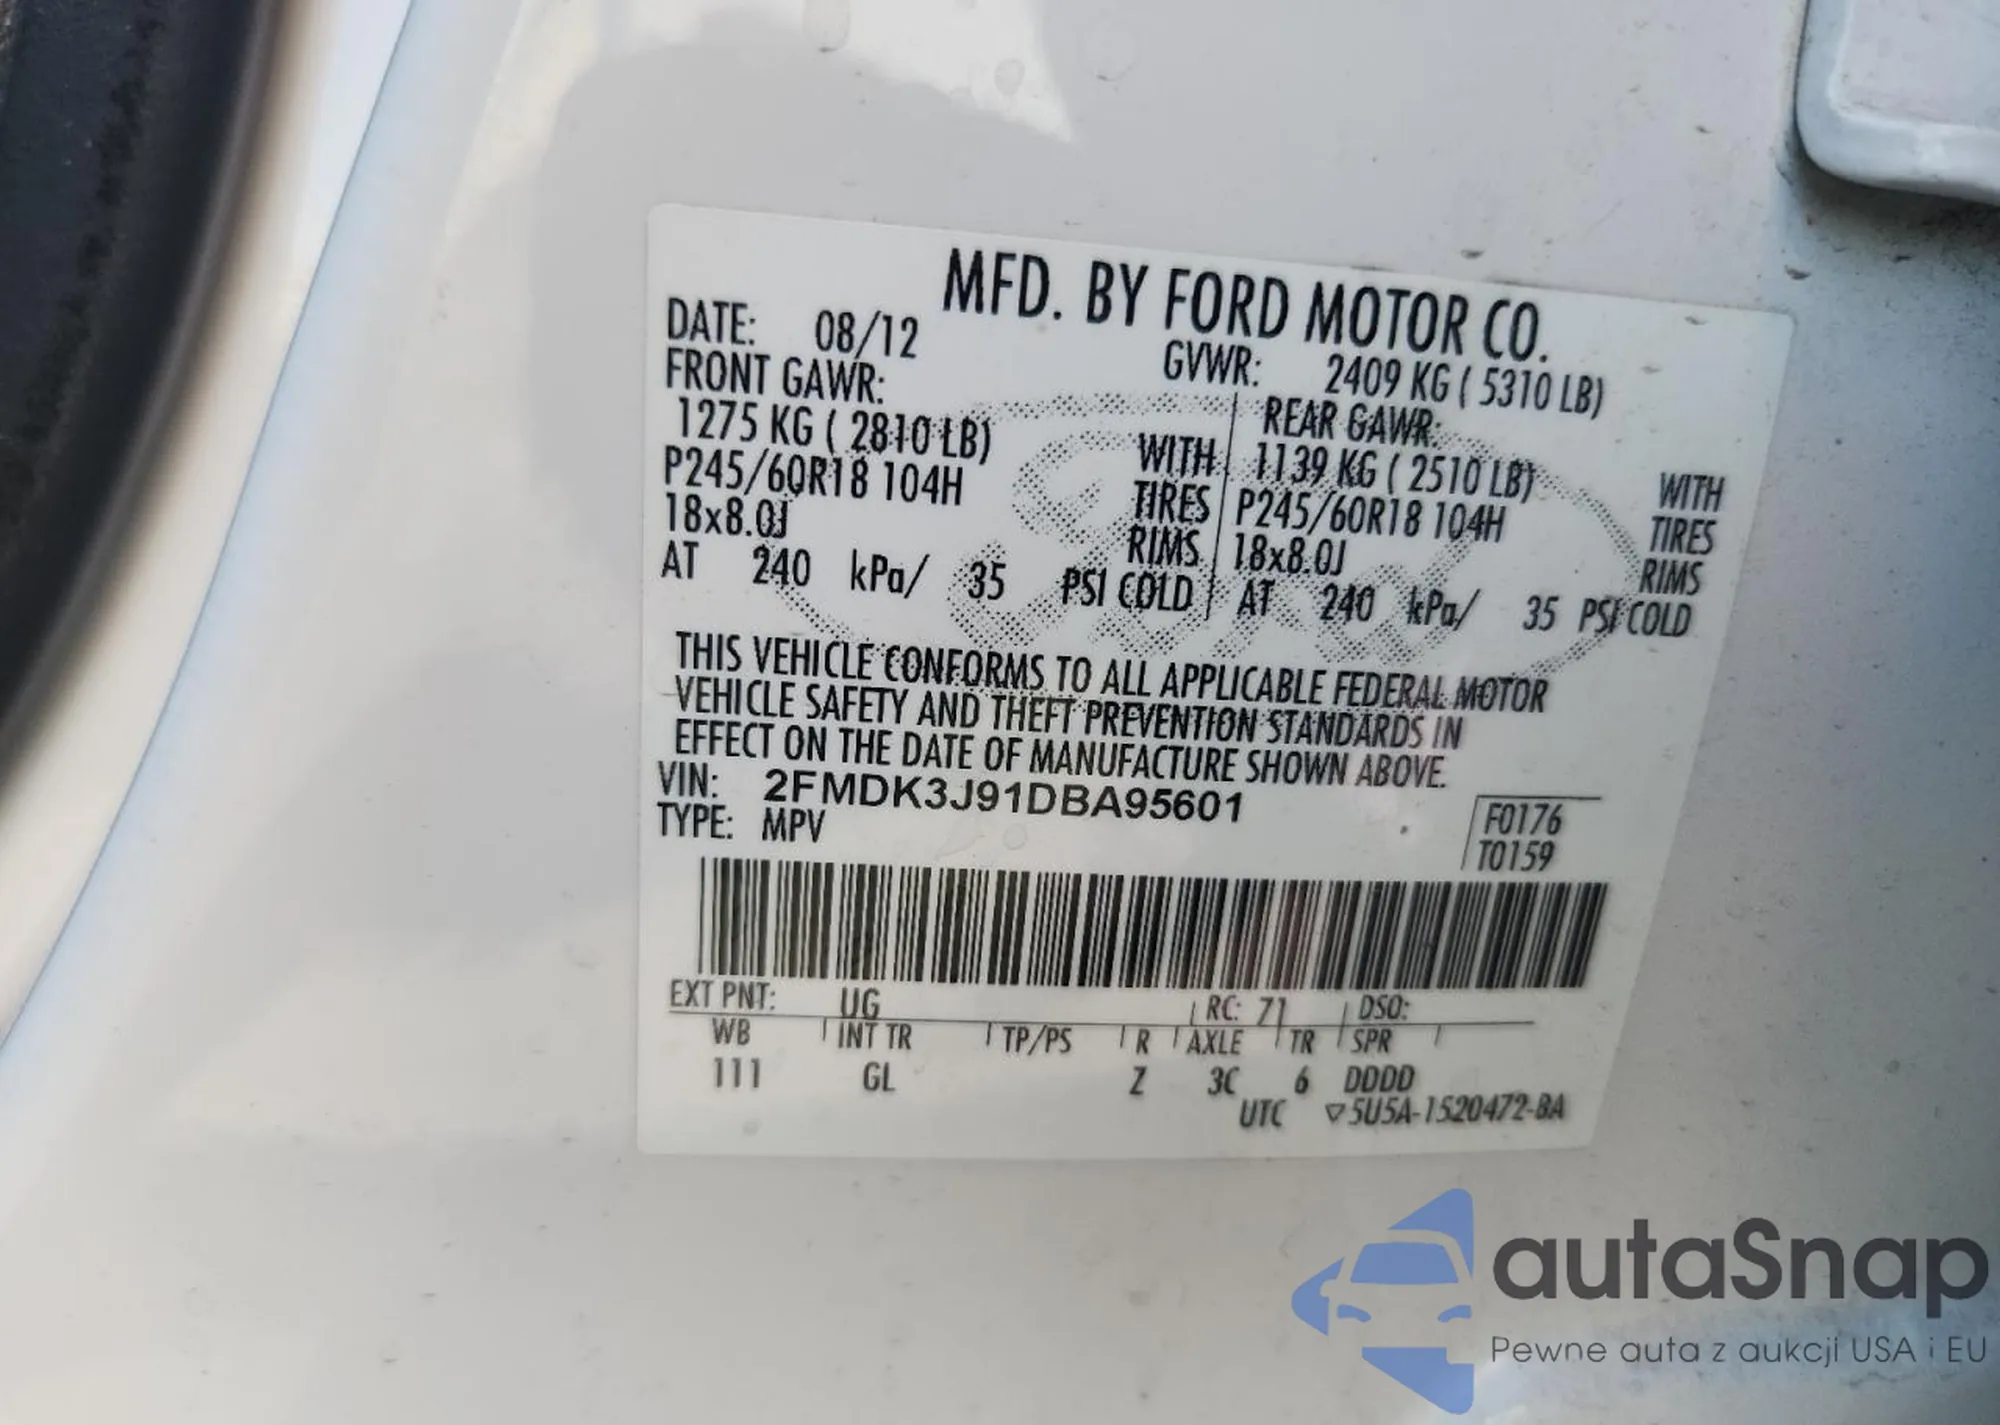 MFD. BY FORD MOTOR CO.
DATE: 08/12 GVWR: 2409 KG ( 5310 LB)
FRONT GAWR: REAR GAWR:
1275 KG ( 2810 LB) WITH 1139 KG ( 2510 LB) WITH
P245/60R18 104H TIRES P245/60R18 104H TIRES
18x8.0J RIMS 18x8.0J RIMS
AT 240 kPa/ 35 PSI COLD AT 240 kPa/ 35 PSI COLD
THIS VEHICLE CONFORMS TO ALL APPLICABLE FEDERAL MOTOR
VEHICLE SAFETY AND THEFT PREVENTION STANDARDS IN
EFFECT ON THE DATE OF MANUFACTURE SHOWN ABOVE.
VIN: 2FMDK3J91DBA95601
TYPE: MPV
F0176
T0159
EXT PNT: UG RC: 71 DSO:
WB INT TR TP/PS R AXLE TR SPR
111 GL Z 3C 6 DDDD
UTC ▽5U5A-1520472-BA
autoSnap
Pewne auta z aukcji USA i EU